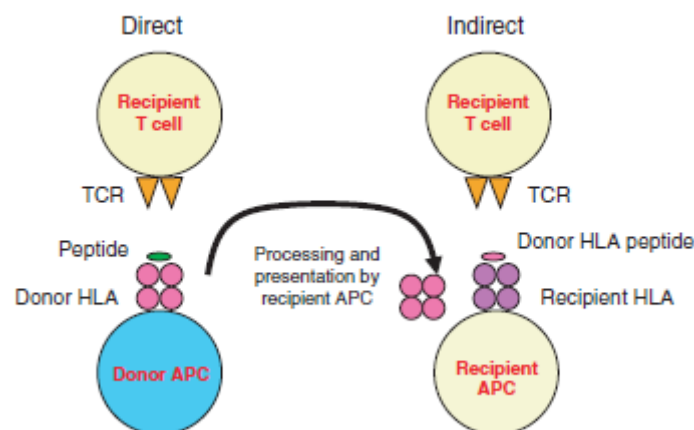 Direct
Indirect
Recipient
T cell
Recipient
T cell
TCR
TCR
Peptide
Donor HLA
Processing and
presentation by
recipient APC
Donor HLA peptide
Recipient HLA
Donor APC
Recipient
APC